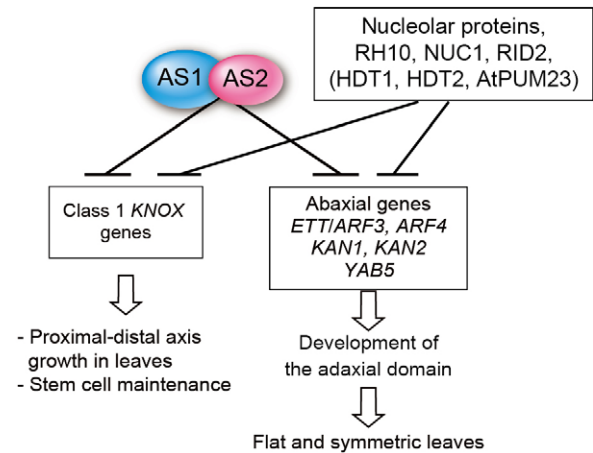 Nucleolar proteins,
RH10, NUC1, RID2,
(HDT1, HDT2, AtPUM23)
AS1 AS2
Class 1 KNOX
genes
Abaxial genes
ETT/ARF3, ARF4
KAN1, KAN2
YAB5
- Proximal-distal axis
growth in leaves
- Stem cell maintenance
Development of
the adaxial domain
Flat and symmetric leaves